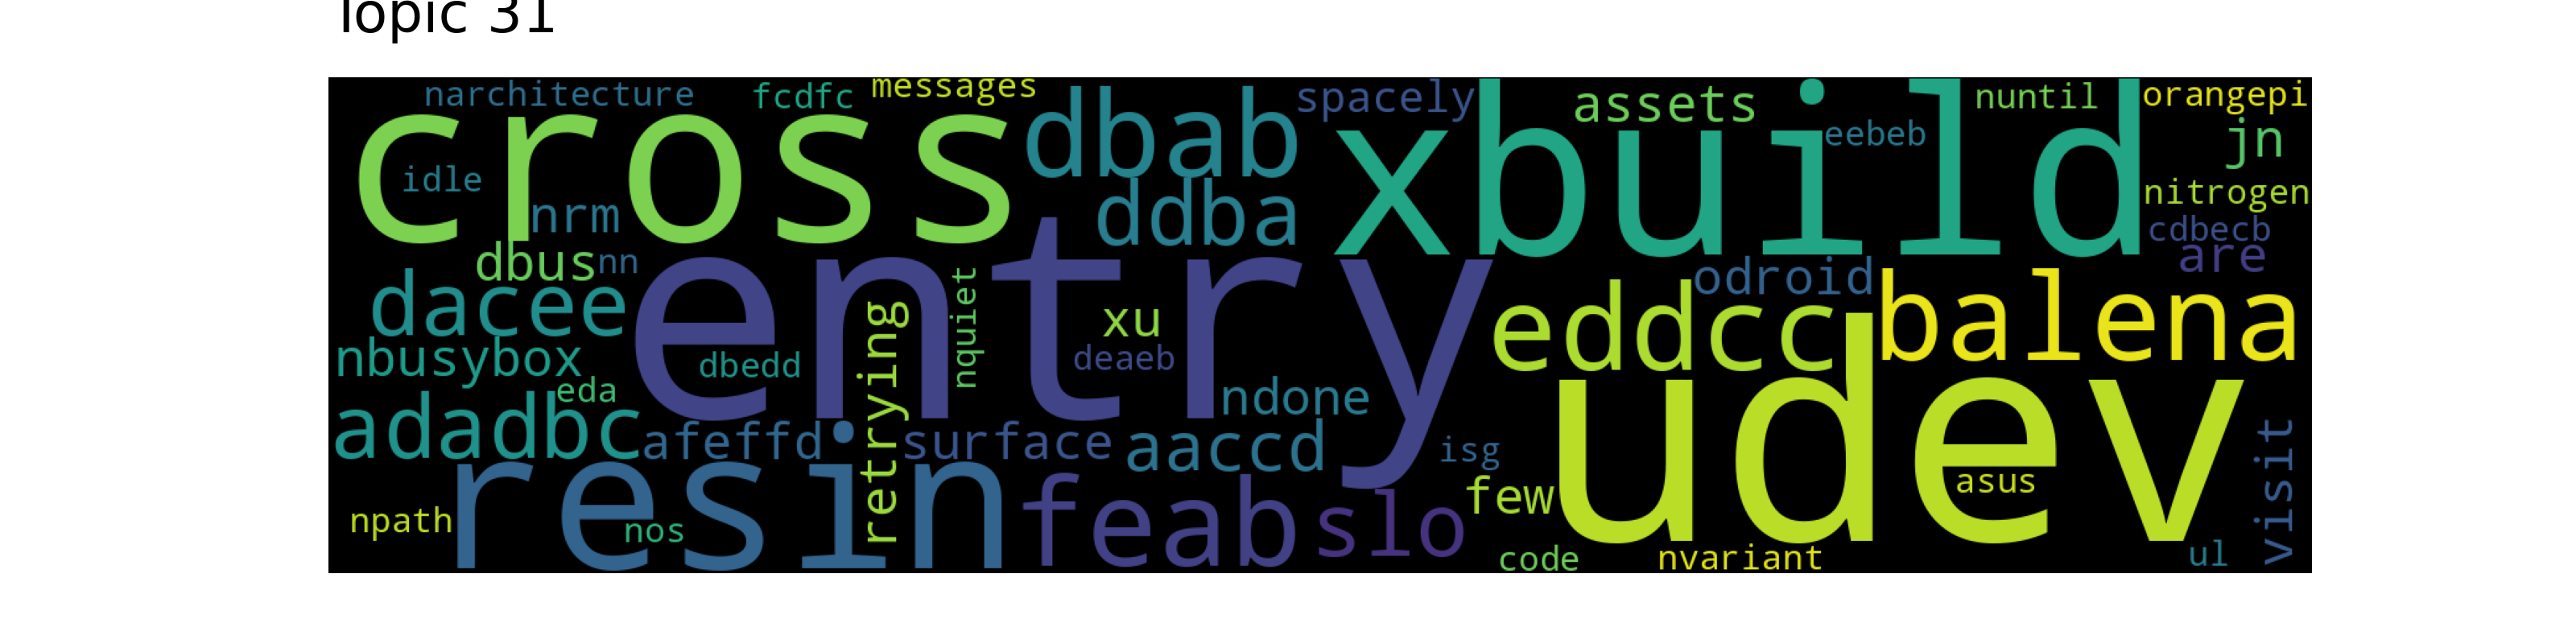 Topic 31
narchitecture fcdfc messages spacely assets nuntil orangepi
cross dbab xbuild eebeb jn
idle nrm ddba nitrogen
cdbecb
are
dbus nn entry odroid
dacee nquiet xu eddcc balena
nbusybox dbedd retrying deaeb udev
eda ndone
adadbc afeffd surface aaccd isg visit
resin feab slo few asus
npath nos
code nvariant ul